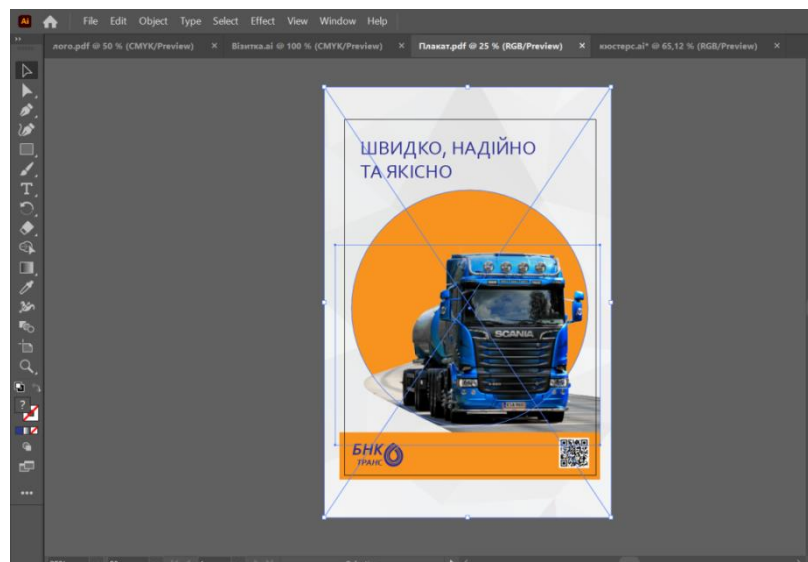 Ai File Edit Object Type Select Effect View Window Help
лого.pdf @ 50 % (CMYK/Preview) × Візитка.ai @ 100 % (CMYK/Preview) × Плакат.pdf @ 25 % (RGB/Preview) × кюстерс.ai* @ 65,12 % (RGB/Preview) ×
ШВИДКО, НАДІЙНО
ТА ЯКІСНО
SCANIA
БНК
ТРАНС